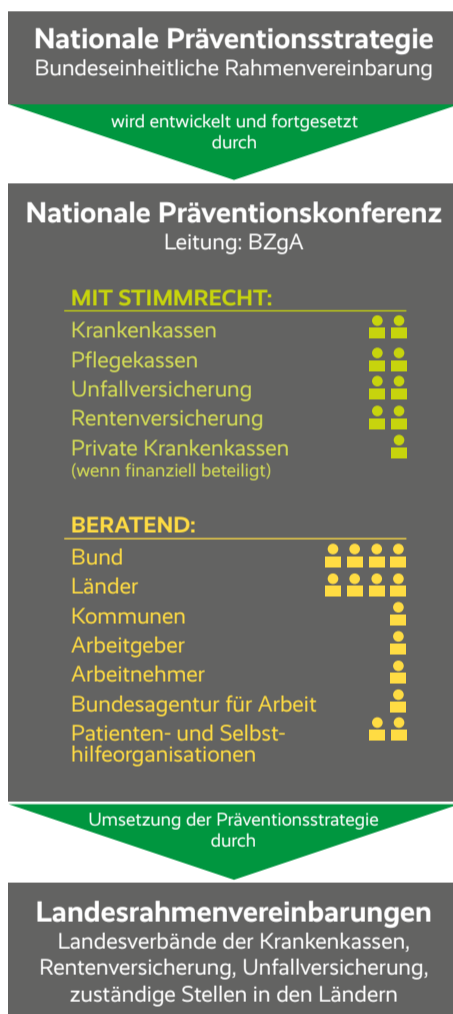 Nationale Präventionsstrategie
Bundeseinheitliche Rahmenvereinbarung
wird entwickelt und fortgesetzt
durch
Nationale Präventionskonferenz
Leitung: BZgA
MIT STIMMRECHT:
Krankenkassen
Pflegekassen
Unfallversicherung
Rentenversicherung
Private Krankenkassen
(wenn finanziell beteiligt)
BERATEND:
Bund
Länder
Kommunen
Arbeitgeber
Arbeitnehmer
Bundesagentur für Arbeit
Patienten- und Selbst-
hilfeorganisationen
Umsetzung der Präventionsstrategie
durch
Landesrahmenvereinbarungen
Landesverbände der Krankenkassen,
Rentenversicherung, Unfallversicherung,
zuständige Stellen in den Ländern